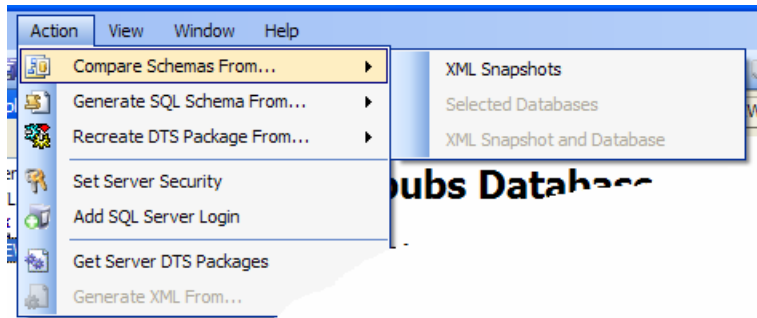 Action View Window Help
Compare Schemas From...
XML Snapshots
Generate SQL Schema From...
Selected Databases
Recreate DTS Package From...
XML Snapshot and Database
Set Server Security
pubs Database
Add SQL Server Login
Get Server DTS Packages
Generate XML From...